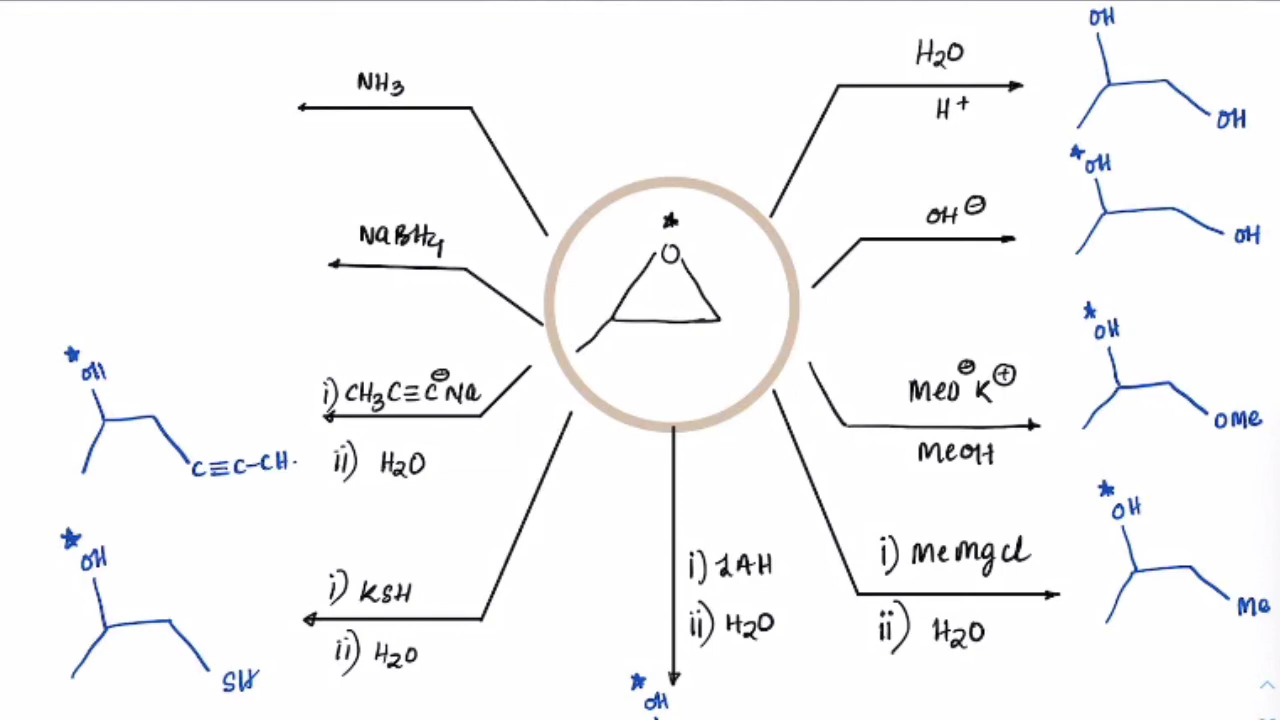 OH
H2O
H+
NH3
OH
*
OH
*
OH⊖
OH
NaBH4
O
*
OH
*
OH
i) CH3C≡C⊖Na
MeO⊖K⊕
MeOH
OMe
ii) H2O
C≡C-CH.
*
OH
*
OH
i) LAH
i) MeMgCl
i) KSH
Me
ii) H2O
ii) H2O
ii) H2O
SH
*
OH